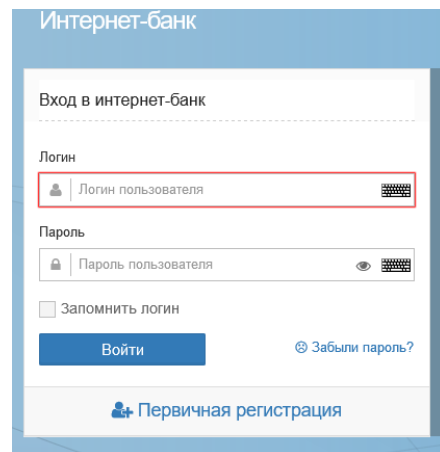 Интернет-банк
Вход в интернет-банк
Логин
Логин пользователя
Пароль
Пароль пользователя
Запомнить логин
Войти
Забыли пароль?
Первичная регистрация